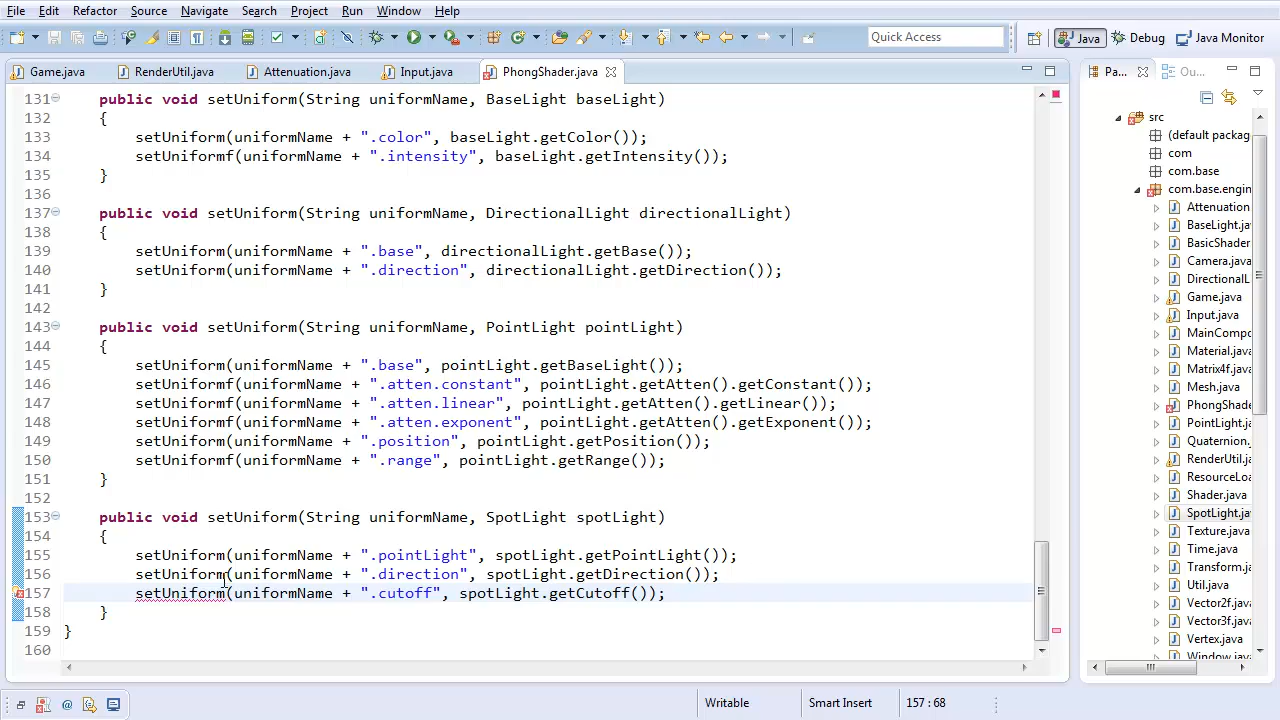 File Edit Refactor Source Navigate Search Project Run Window Help
Quick Access Java Debug Java Monitor
Game.java RenderUtil.java Attenuation.java Input.java PhongShader.java Pa... Ou...
131 public void setUniform(String uniformName, BaseLight baseLight)
132 {
133 setUniform(uniformName + ".color", baseLight.getColor());
134 setUniformf(uniformName + ".intensity", baseLight.getIntensity());
135 }
136
137 public void setUniform(String uniformName, DirectionalLight directionalLight)
138 {
139 setUniform(uniformName + ".base", directionalLight.getBase());
140 setUniform(uniformName + ".direction", directionalLight.getDirection());
141 }
142
143 public void setUniform(String uniformName, PointLight pointLight)
144 {
145 setUniform(uniformName + ".base", pointLight.getBaseLight());
146 setUniformf(uniformName + ".atten.constant", pointLight.getAtten().getConstant());
147 setUniformf(uniformName + ".atten.linear", pointLight.getAtten().getLinear());
148 setUniformf(uniformName + ".atten.exponent", pointLight.getAtten().getExponent());
149 setUniform(uniformName + ".position", pointLight.getPosition());
150 setUniformf(uniformName + ".range", pointLight.getRange());
151 }
152
153 public void setUniform(String uniformName, SpotLight spotLight)
154 {
155 setUniform(uniformName + ".pointLight", spotLight.getPointLight());
156 setUniform(uniformName + ".direction", spotLight.getDirection());
157 setUniform(uniformName + ".cutoff", spotLight.getCutoff());
158 }
159 }
160
src
(default packag
com
com.base
com.base.engin
Attenuation
BaseLight.j
BasicShader
Camera.java
DirectionalL
Game.java
Input.java
MainCompo
Material.java
Matrix4f.jav
Mesh.java
PhongShade
PointLight.j
Quaternion.
RenderUtil.ja
ResourceLoa
Shader.java
SpotLight.ja
Texture.java
Time.java
Transform.j
Util.java
Vector2f.jav
Vector3f.jav
Vertex.java
Window.java
Writable Smart Insert 157 : 68